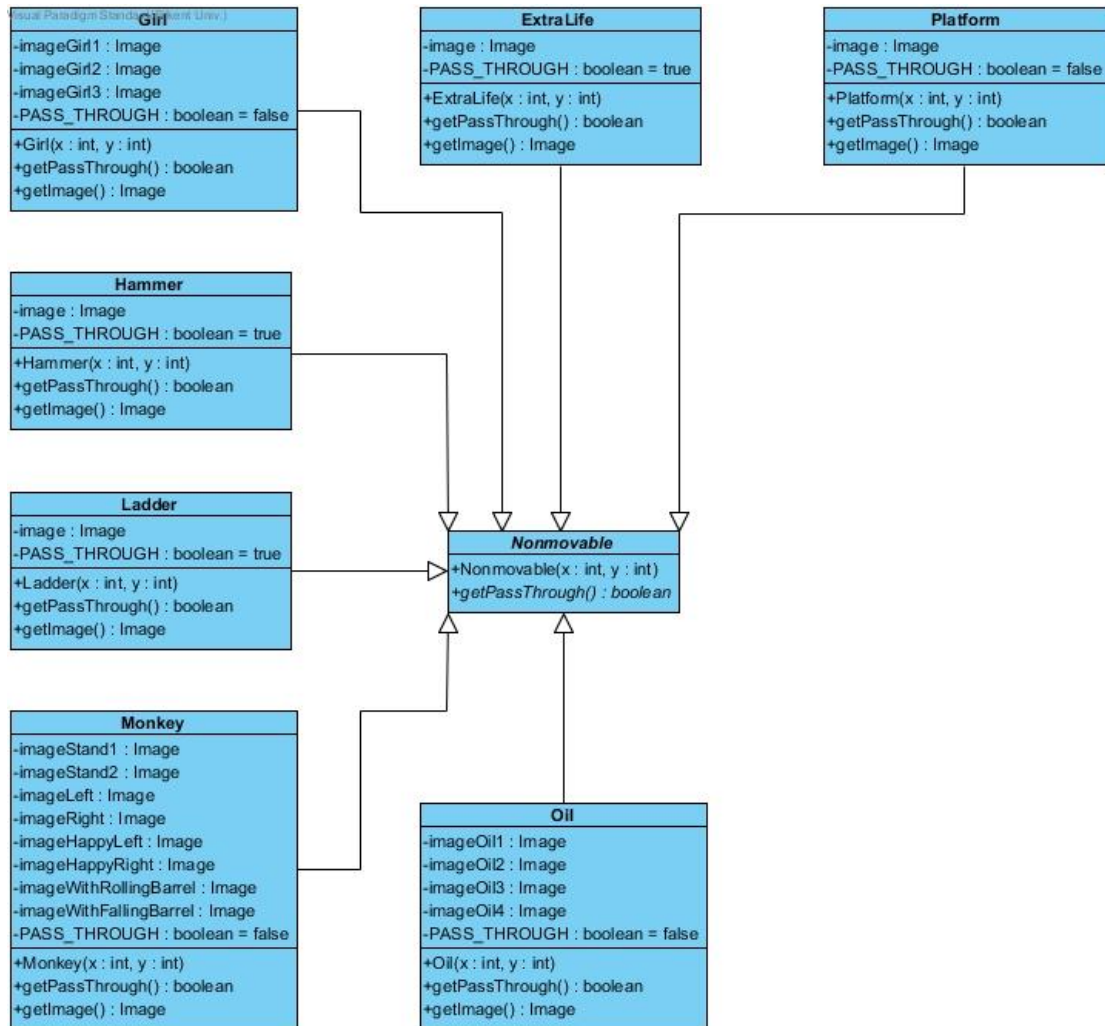 Visual Paradigm Standard (Bilkent Univ.)
Girl
-imageGirl1 : Image
-imageGirl2 : Image
-imageGirl3 : Image
-PASS_THROUGH : boolean = false
+Girl(x : int, y : int)
+getPassThrough() : boolean
+getImage() : Image
ExtraLife
-image : Image
-PASS_THROUGH : boolean = true
+ExtraLife(x : int, y : int)
+getPassThrough() : boolean
+getImage() : Image
Platform
-image : Image
-PASS_THROUGH : boolean = false
+Platform(x : int, y : int)
+getPassThrough() : boolean
+getImage() : Image
Hammer
-image : Image
-PASS_THROUGH : boolean = true
+Hammer(x : int, y : int)
+getPassThrough() : boolean
+getImage() : Image
Ladder
-image : Image
-PASS_THROUGH : boolean = true
+Ladder(x : int, y : int)
+getPassThrough() : boolean
+getImage() : Image
Nonmovable
+Nonmovable(x : int, y : int)
+getPassThrough() : boolean
Monkey
-imageStand1 : Image
-imageStand2 : Image
-imageLeft : Image
-imageRight : Image
-imageHappyLeft : Image
-imageHappyRight : Image
-imageWithRollingBarrel : Image
-imageWithFallingBarrel : Image
-PASS_THROUGH : boolean = false
+Monkey(x : int, y : int)
+getPassThrough() : boolean
+getImage() : Image
Oil
-imageOil1 : Image
-imageOil2 : Image
-imageOil3 : Image
-imageOil4 : Image
-PASS_THROUGH : boolean = false
+Oil(x : int, y : int)
+getPassThrough() : boolean
+getImage() : Image